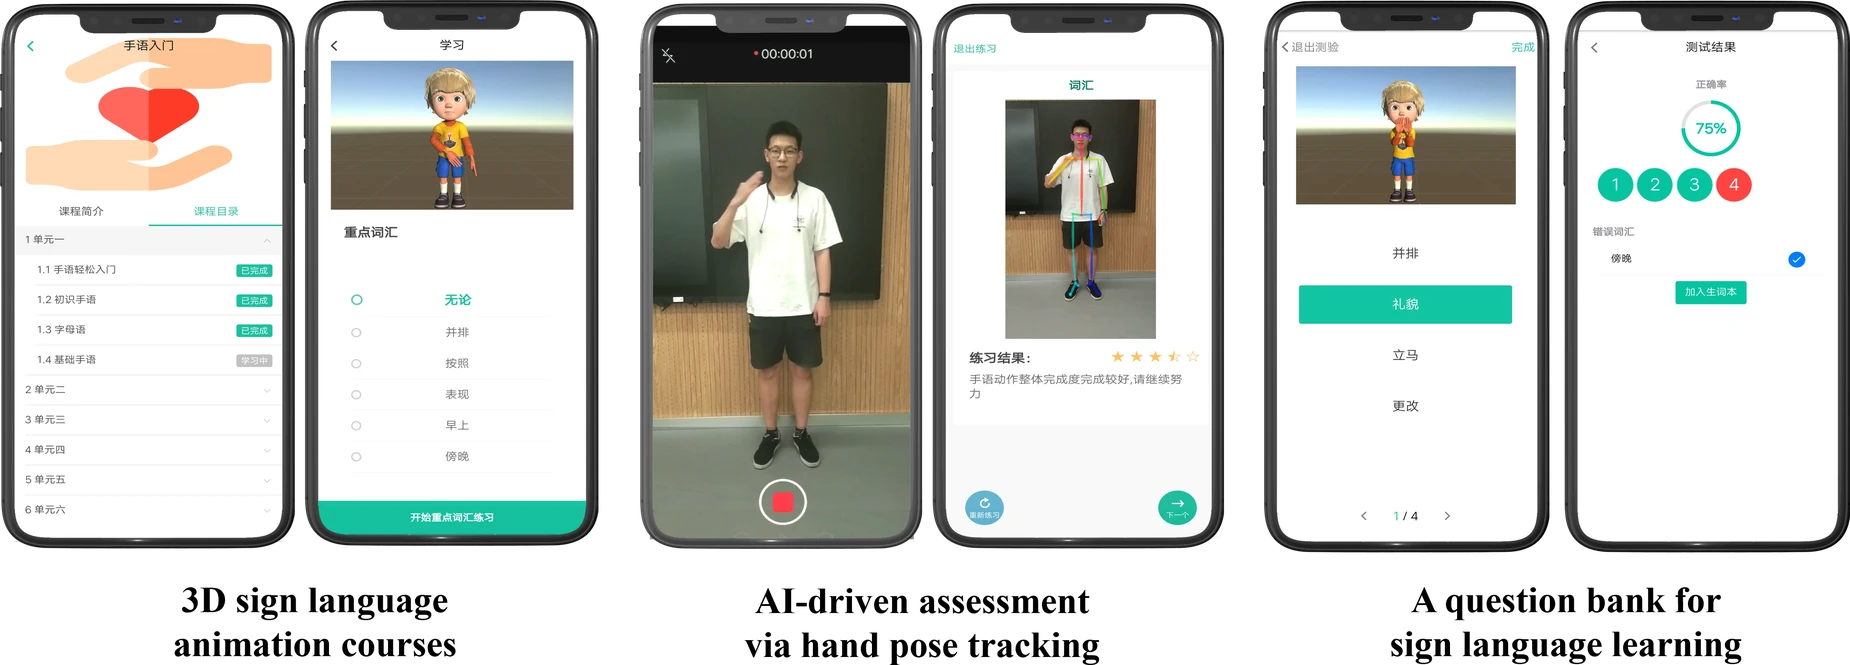 手语入门
课程简介
课程目录
1 单元一
1.1 手语轻松入门
已完成
1.2 初识手语
已完成
1.3 字母语
已完成
1.4 基础手语
学习中
2 单元二
3 单元三
4 单元四
5 单元五
6 单元六
学习
重点词汇
无论
并排
按照
表现
早上
傍晚
开始重点词汇练习
3D sign language
animation courses
00:00:01
退出练习
词汇
练习结果：
手语动作整体完成度完成较好,请继续努
力
重新练习
下一个
AI-driven assessment
via hand pose tracking
退出测验
完成
并排
礼貌
立马
更改
1 / 4
测试结果
正确率
75%
1 2 3 4
错误词汇
傍晚
加入生词本
A question bank for
sign language learning